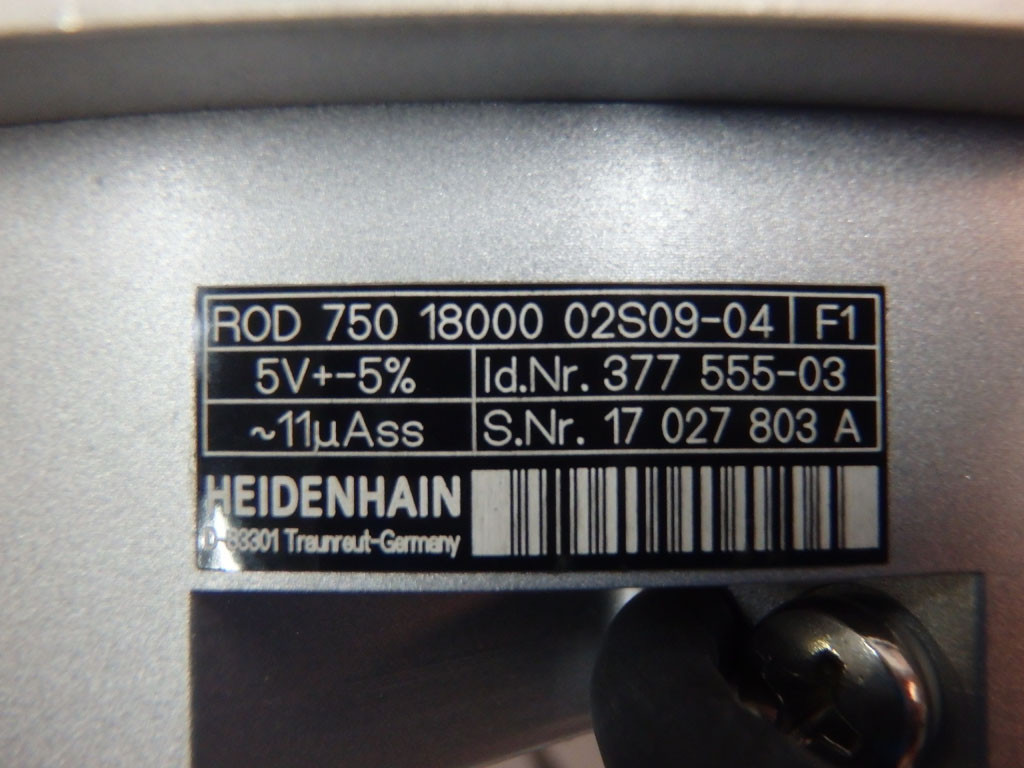 ROD 750 18000 02S09-04 F1
5V+-5% Id.Nr. 377 555-03
~11µAss S.Nr. 17 027 803 A
HEIDENHAIN
D-83301 Traunreut-Germany